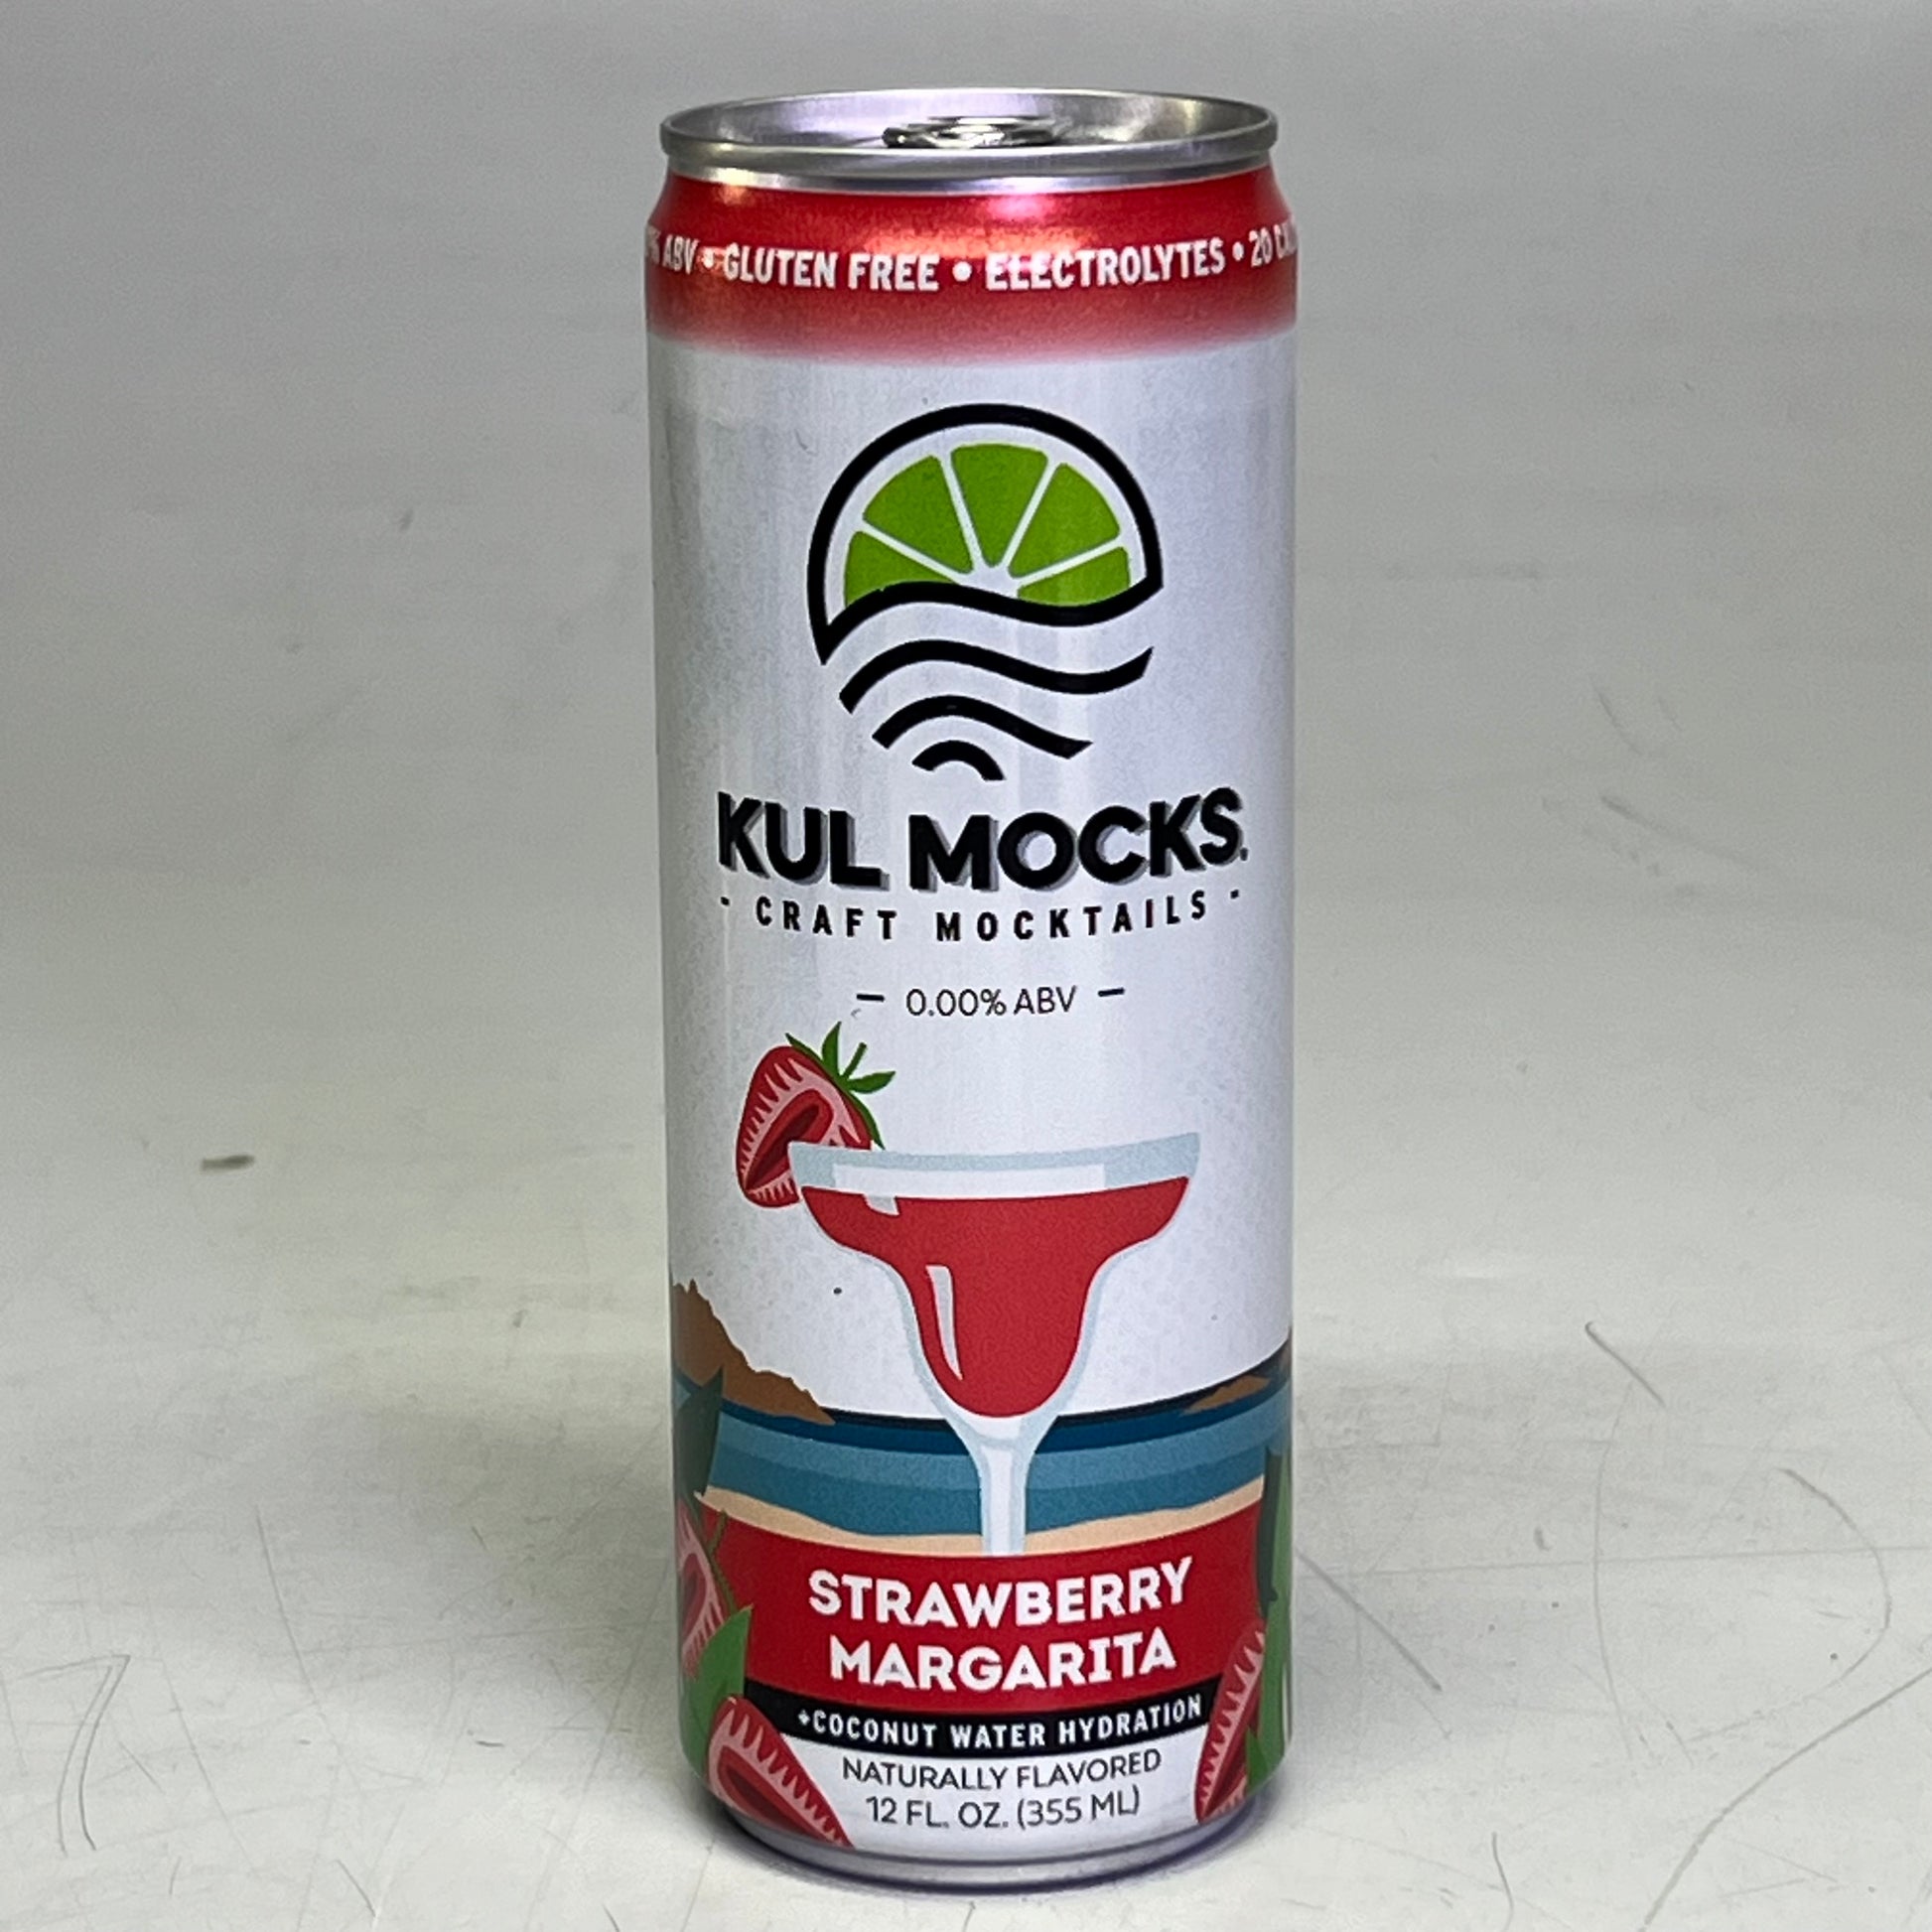 % ABV • GLUTEN FREE • ELECTROLYTES • 20
KUL MOCKS
- CRAFT MOCKTAILS -
— 0.00% ABV —
STRAWBERRY
MARGARITA
+COCONUT WATER HYDRATION
NATURALLY FLAVORED
12 FL. OZ. (355 ML)